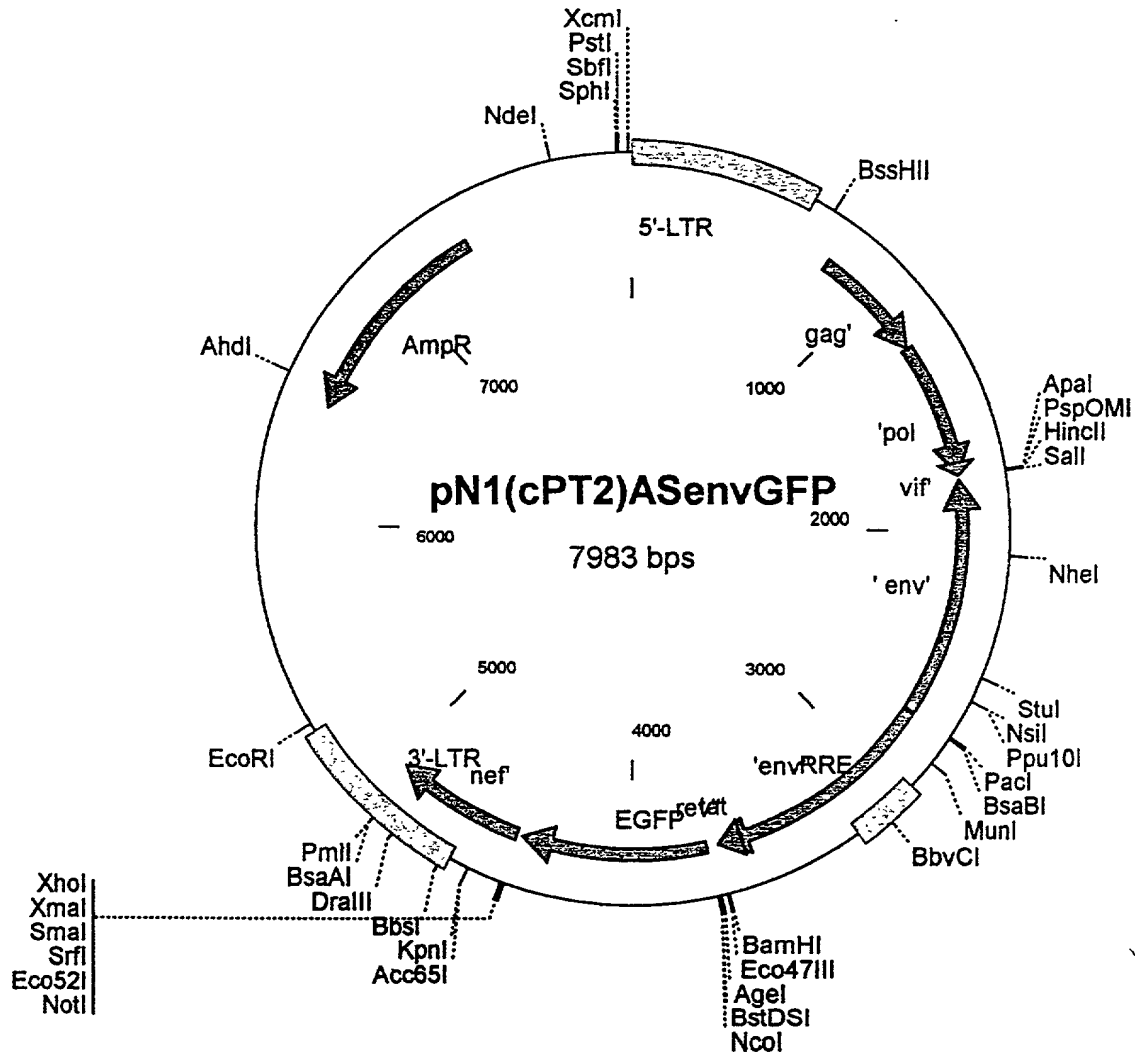 XcmI
PstI
SbfI
SphI
NdeI
BssHII
5'-LTR
AhdI
AmpR
gag'
7000
1000
ApaI
PspOMI
HincII
SalI
'pol
vif'
pN1(cPT2)ASenvGFP
7983 bps
6000
2000
NheI
' env'
5000
3000
StuI
NsiI
Ppu10I
PacI
BsaBI
MunI
BbvCI
EcoRI
3'-LTR
nef'
4000
RRE
EGFP
PmlI
BsaAI
DraIII
BbsI
KpnI
Acc65I
XhoI
XmaI
SmaI
SrfI
Eco52I
NotI
BamHI
Eco47III
AgeI
BstDSI
NcoI